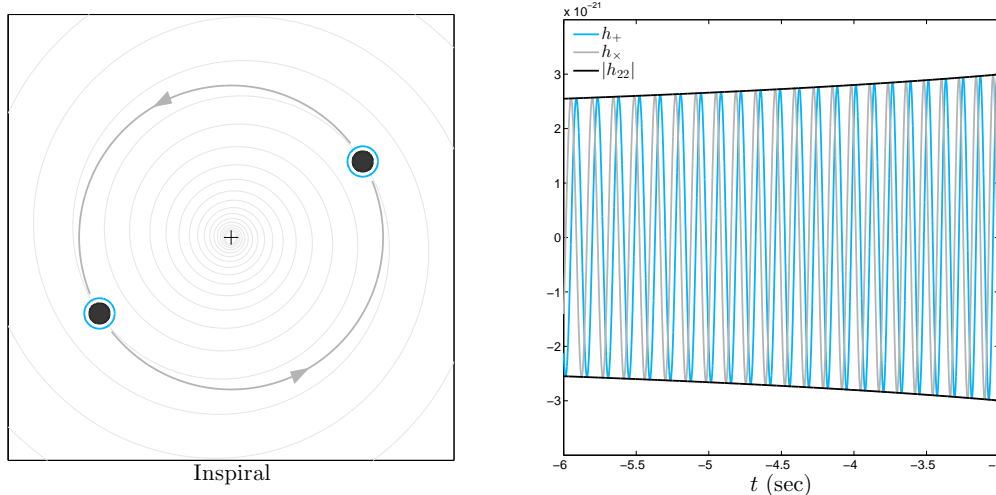 Inspiral
x 10⁻²¹
h₊
hₓ
|h₂₂|
3
2
1
0
−1
−2
−3
−6
−5.5
−5
−4.5
−4
−3.5
t (sec)